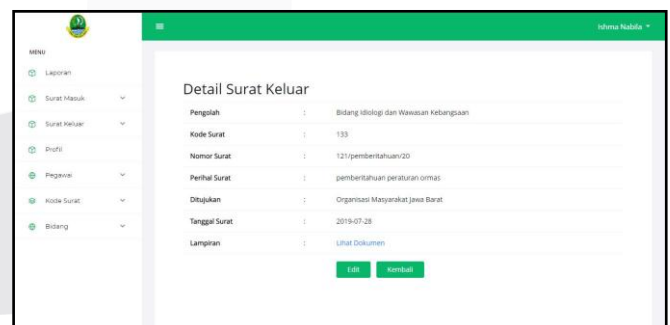 Ishma Nabila
MENU
Laporan
Surat Masuk
Surat Keluar
Profil
Pegawai
Kode Surat
Bidang
Detail Surat Keluar
Pengolah : Bidang Idiologi dan Wawasan Kebangsaan
Kode Surat : 133
Nomor Surat : 121/pemberitahuan/20
Perihal Surat : pemberitahuan peraturan ormas
Ditujukan : Organisasi Masyarakat Jawa Barat
Tanggal Surat : 2019-07-28
Lampiran : Lihat Dokumen
Edit Kembali